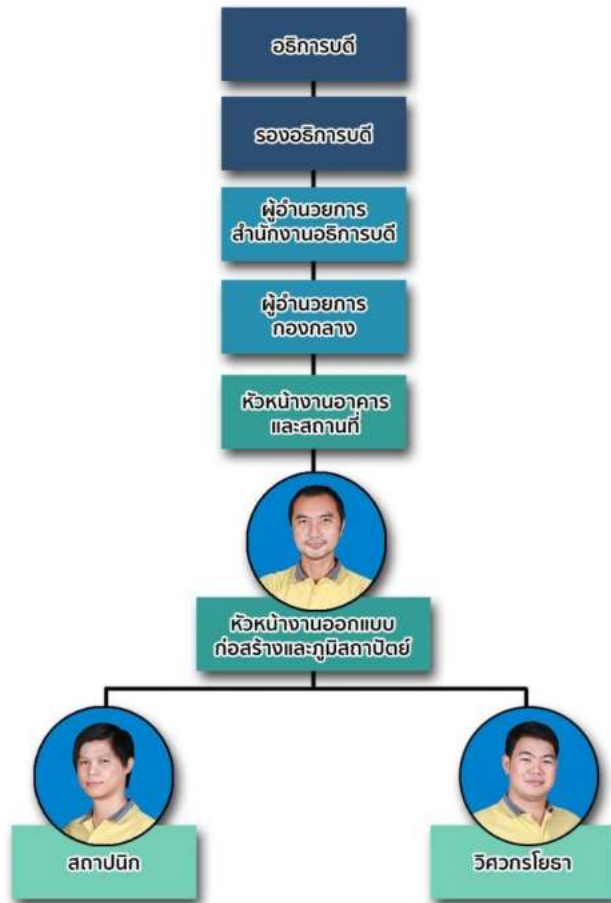 อธิการบดี
รองอธิการบดี
ผู้อำนวยการ
สำนักงานอธิการบดี
ผู้อำนวยการ
กองกลาง
หัวหน้างานอาคาร
และสถานที่
หัวหน้างานออกแบบ
ก่อสร้างและภูมิสถาปัตย์
สถาปนิก
วิศวกรโยธา